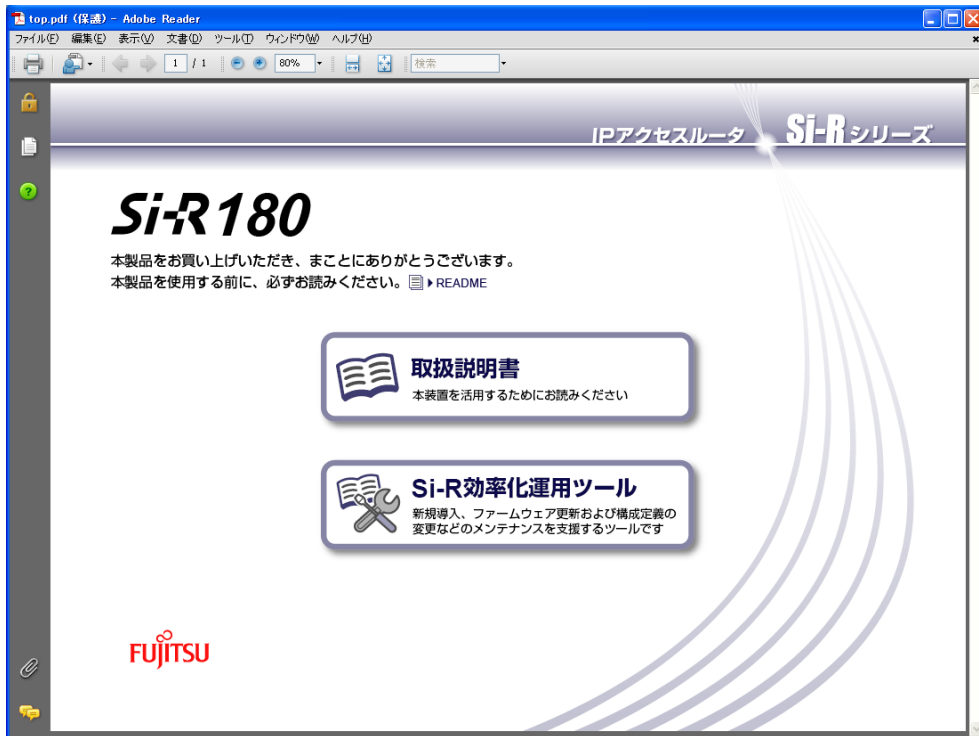 top.pdf (保護) - Adobe Reader
ファイル(F) 編集(E) 表示(V) 文書(D) ツール(T) ウィンドウ(W) ヘルプ(H)
1 / 1 80% 検索
IPアクセスルータ Si-Rシリーズ
Si-R180
本製品をお買い上げいただき、まことにありがとうございます。
本製品を使用する前に、必ずお読みください。 README
取扱説明書
本装置を活用するためにお読みください
Si-R効率化運用ツール
新規導入、ファームウェア更新および構成定義の
変更などのメンテナンスを支援するツールです
FUJITSU